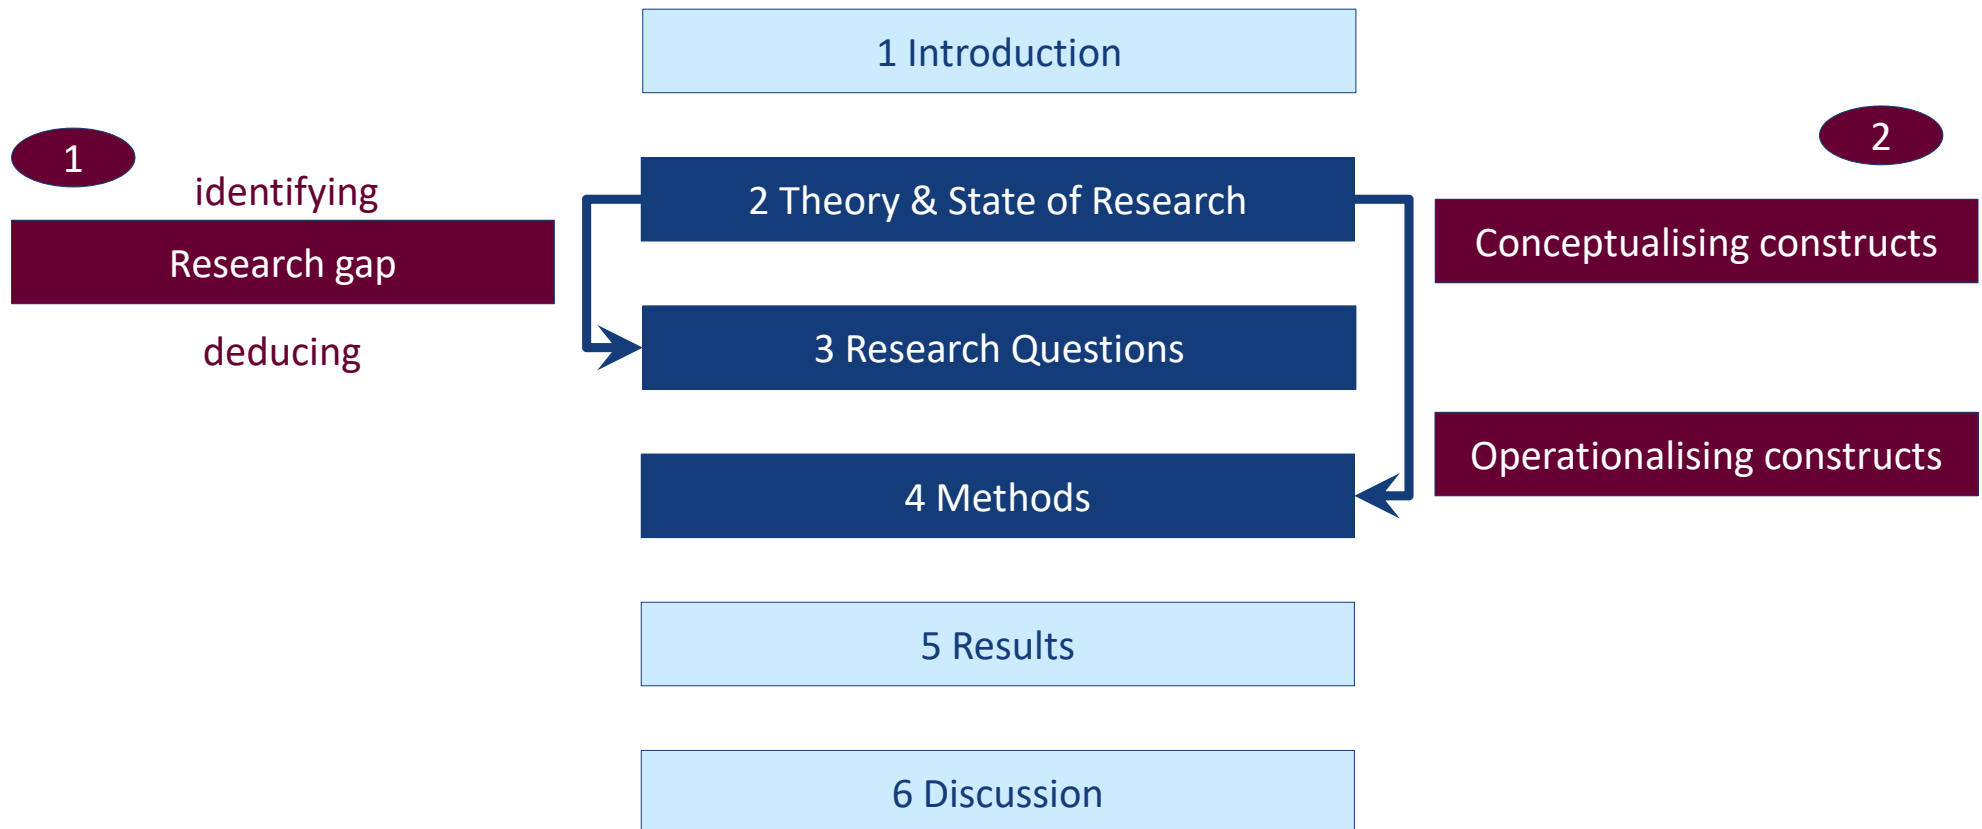 1 Introduction
1
identifying
Research gap
deducing
2 Theory & State of Research
3 Research Questions
4 Methods
5 Results
6 Discussion
2
Conceptualising constructs
Operationalising constructs